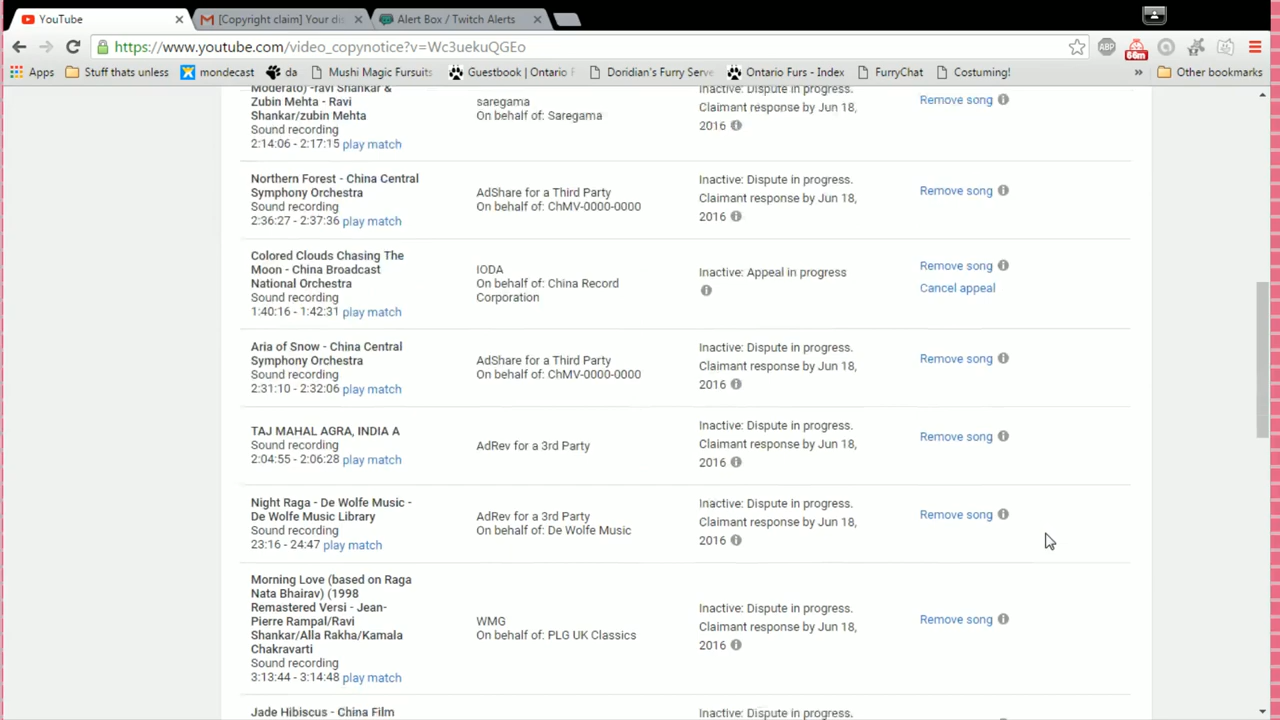 YouTube
[Copyright claim] Your dis
Alert Box / Twitch Alerts
https://www.youtube.com/video_copynotice?v=Wc3uekuQGEo
ABP
86m
Apps
Stuff thats unless
mondecast
da
Mushi Magic Fursuits
Guestbook | Ontario F
Doridian's Furry Serve
Ontario Furs - Index
FurryChat
Costuming!
»
Other bookmarks
Moderato) -ravi Shankar &
Zubin Mehta - Ravi
Shankar/zubin Mehta
Sound recording
2:14:06 - 2:17:15 play match
saregama
On behalf of: Saregama
Inactive: Dispute in progress.
Claimant response by Jun 18,
2016
Remove song
Northern Forest - China Central
Symphony Orchestra
Sound recording
2:36:27 - 2:37:36 play match
AdShare for a Third Party
On behalf of: ChMV-0000-0000
Inactive: Dispute in progress.
Claimant response by Jun 18,
2016
Remove song
Colored Clouds Chasing The
Moon - China Broadcast
National Orchestra
Sound recording
1:40:16 - 1:42:31 play match
IODA
On behalf of: China Record
Corporation
Inactive: Appeal in progress
Remove song
Cancel appeal
Aria of Snow - China Central
Symphony Orchestra
Sound recording
2:31:10 - 2:32:06 play match
AdShare for a Third Party
On behalf of: ChMV-0000-0000
Inactive: Dispute in progress.
Claimant response by Jun 18,
2016
Remove song
TAJ MAHAL AGRA, INDIA A
Sound recording
2:04:55 - 2:06:28 play match
AdRev for a 3rd Party
Inactive: Dispute in progress.
Claimant response by Jun 18,
2016
Remove song
Night Raga - De Wolfe Music -
De Wolfe Music Library
Sound recording
23:16 - 24:47 play match
AdRev for a 3rd Party
On behalf of: De Wolfe Music
Inactive: Dispute in progress.
Claimant response by Jun 18,
2016
Remove song
Morning Love (based on Raga
Nata Bhairav) (1998
Remastered Versi - Jean-
Pierre Rampal/Ravi
Shankar/Alla Rakha/Kamala
Chakravarti
Sound recording
3:13:44 - 3:14:48 play match
WMG
On behalf of: PLG UK Classics
Inactive: Dispute in progress.
Claimant response by Jun 18,
2016
Remove song
Jade Hibiscus - China Film
Inactive: Dispute in progress.